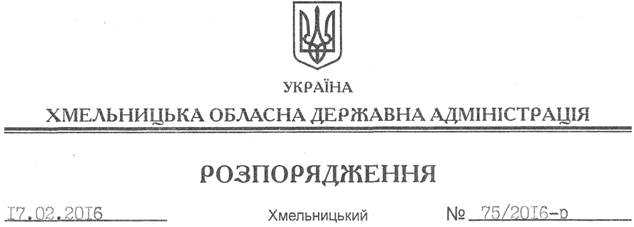 УКРАЇНА
ХМЕЛЬНИЦЬКА ОБЛАСНА ДЕРЖАВНА АДМІНІСТРАЦІЯ
РОЗПОРЯДЖЕННЯ
17.02.2016 Хмельницький № 75/2016-р